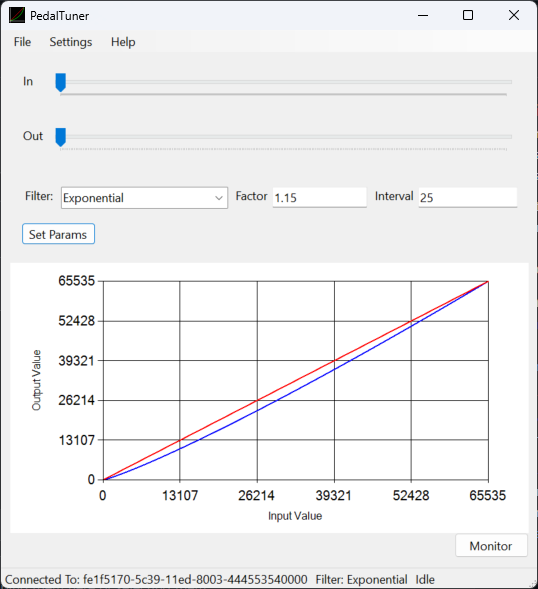 PedalTuner
File Settings Help
In
Out
Filter: Exponential Factor 1.15 Interval 25
Set Params
65535
52428
39321
26214
13107
0
Output Value
0 13107 26214 39321 52428 65535
Input Value
Monitor
Connected To: fe1f5170-5c39-11ed-8003-444553540000 Filter: Exponential Idle